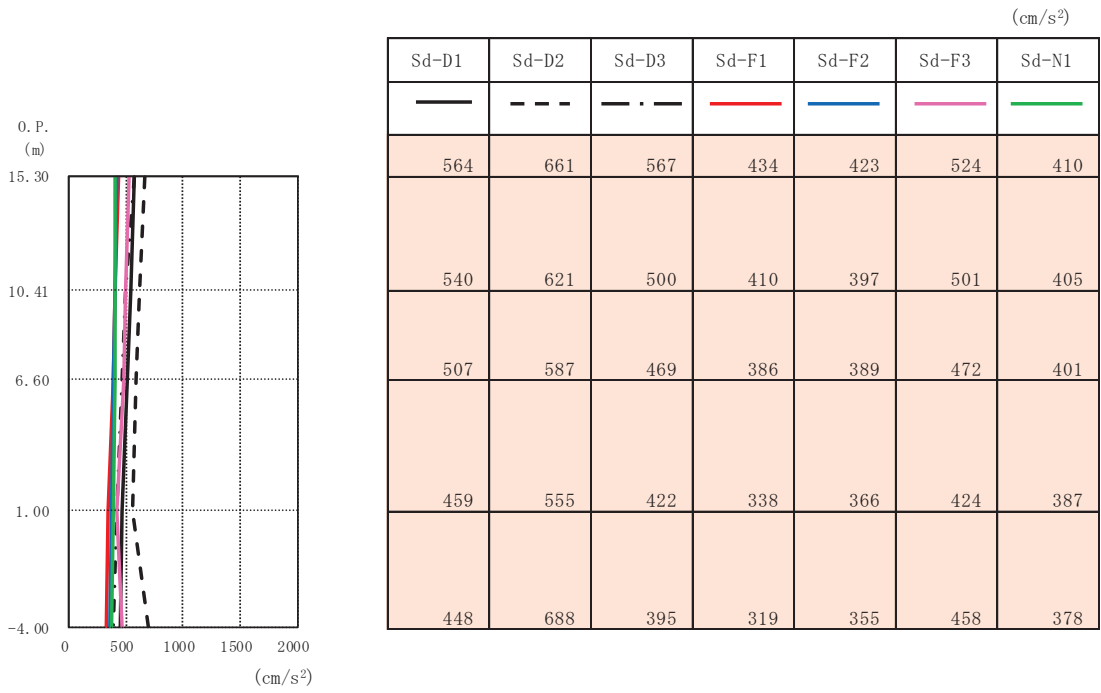 (cm/s²)
Sd-D1 Sd-D2 Sd-D3 Sd-F1 Sd-F2 Sd-F3 Sd-N1
O.P.
(m)
15.30
10.41
6.60
1.00
-4.00
0 500 1000 1500 2000
(cm/s²)
564 661 567 434 423 524 410
540 621 500 410 397 501 405
507 587 469 386 389 472 401
459 555 422 338 366 424 387
448 688 395 319 355 458 378